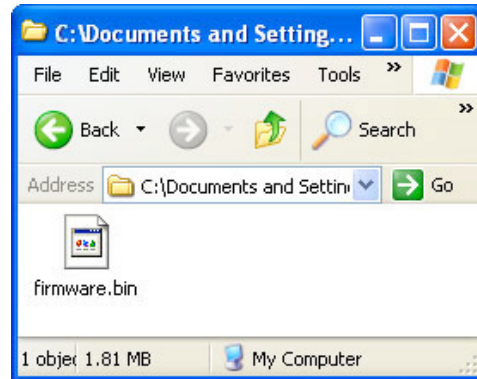 C:\Documents and Setting...
File Edit View Favorites Tools »
Back Search »
Address C:\Documents and Settin Go
firmware.bin
1 objec 1.81 MB My Computer